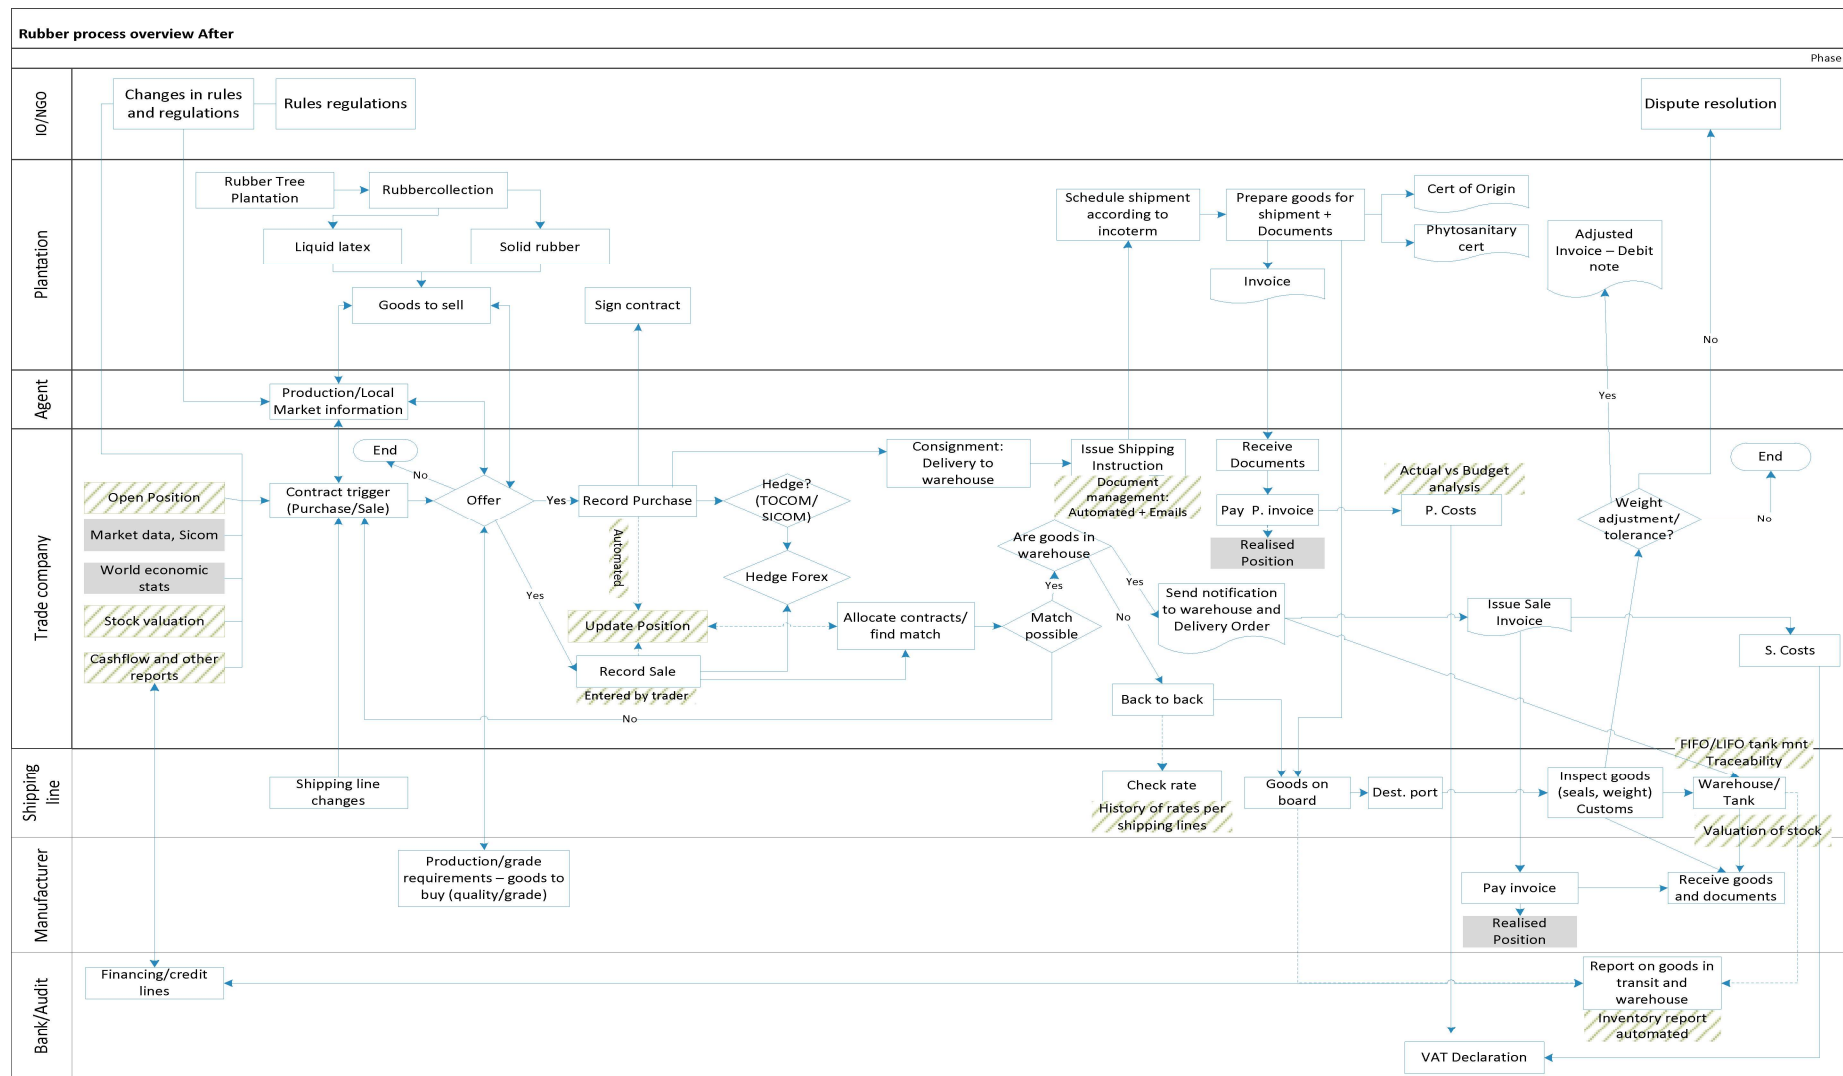 Rubber process overview After
Phase
IO/NGO
Changes in rules
and regulations
Rules regulations
Dispute resolution
Plantation
Rubber Tree
Plantation
Rubbercollection
Liquid latex
Solid rubber
Goods to sell
Sign contract
Schedule shipment
according to
incoterm
Prepare goods for
shipment +
Documents
Cert of Origin
Phytosanitary
cert
Invoice
Adjusted
Invoice – Debit
note
No
Yes
Agent
Production/Local
Market information
Trade company
End
No
Open Position
Market data, Sicom
World economic
stats
Stock valuation
Cashflow and other
reports
Contract trigger
(Purchase/Sale)
Offer
Yes
Yes
Record Purchase
Automated
Update Position
Record Sale
Entered by trader
No
Hedge?
(TOCOM/
SICOM)
Hedge Forex
Allocate contracts/
find match
Consignment:
Delivery to
warehouse
Issue Shipping
Instruction
Document
management:
Automated + Emails
Are goods in
warehouse
Yes
Yes
No
Match
possible
Back to back
Send notification
to warehouse and
Delivery Order
Receive
Documents
Pay P. invoice
Realised
Position
Actual vs Budget
analysis
P. Costs
Issue Sale
Invoice
Weight
adjustment/
tolerance?
No
End
S. Costs
Shipping
line
Shipping line
changes
Check rate
History of rates per
shipping lines
Goods on
board
Dest. port
Inspect goods
(seals, weight)
Customs
FIFO/LIFO tank mnt
Traceability
Warehouse/
Tank
Valuation of stock
Manufacturer
Production/grade
requirements – goods to
buy (quality/grade)
Pay invoice
Realised
Position
Receive goods
and documents
Bank/Audit
Financing/credit
lines
Report on goods in
transit and
warehouse
Inventory report
automated
VAT Declaration